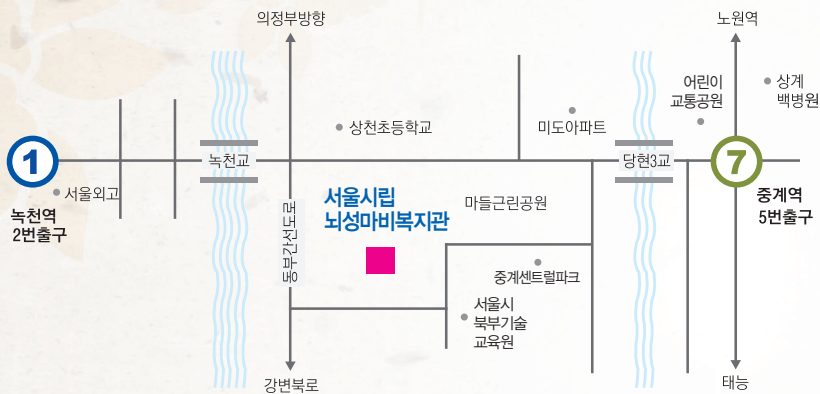 의정부방향
노원역
어린이
교통공원
상계
백병원
상천초등학교
미도아파트
1
녹천교
당현3교
7
서울외고
녹천역
2번출구
서울시립
뇌성마비복지관
마들근린공원
중계역
5번출구
동부간선도로
중계센트럴파크
서울시
북부기술
교육원
강변북로
태능